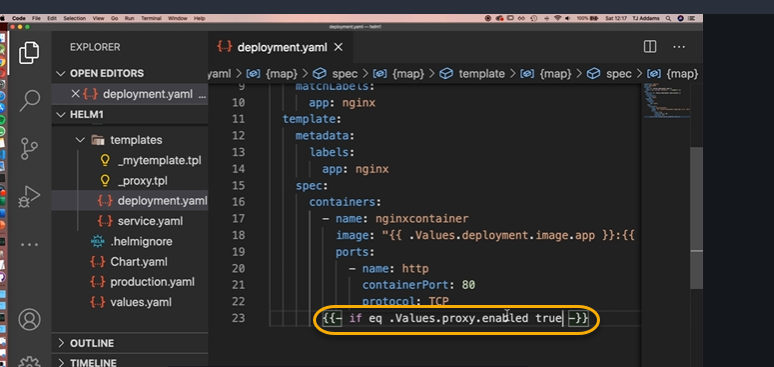 Code File Edit Selection View Go Run Terminal Window Help 100% Sat 12:17 TJ Addams
deployment.yaml — helm1
EXPLORER
OPEN EDITORS
deployment.yaml ...
HELM1
templates
_mytemplate.tpl
_proxy.tpl
deployment.yaml
service.yaml
.helmignore
Chart.yaml
production.yaml
values.yaml
OUTLINE
TIMELINE
{..} deployment.yaml
yaml > {map} > spec > {map} > template > {map} > spec > {map}
9 matchLabels:
10 app: nginx
11 template:
12 metadata:
13 labels:
14 app: nginx
15 spec:
16 containers:
17 - name: nginxcontainer
18 image: "{{ .Values.deployment.image.app }}:{{
19 ports:
20 - name: http
21 containerPort: 80
22 protocol: TCP
23 {{- if eq .Values.proxy.enabled true -}}